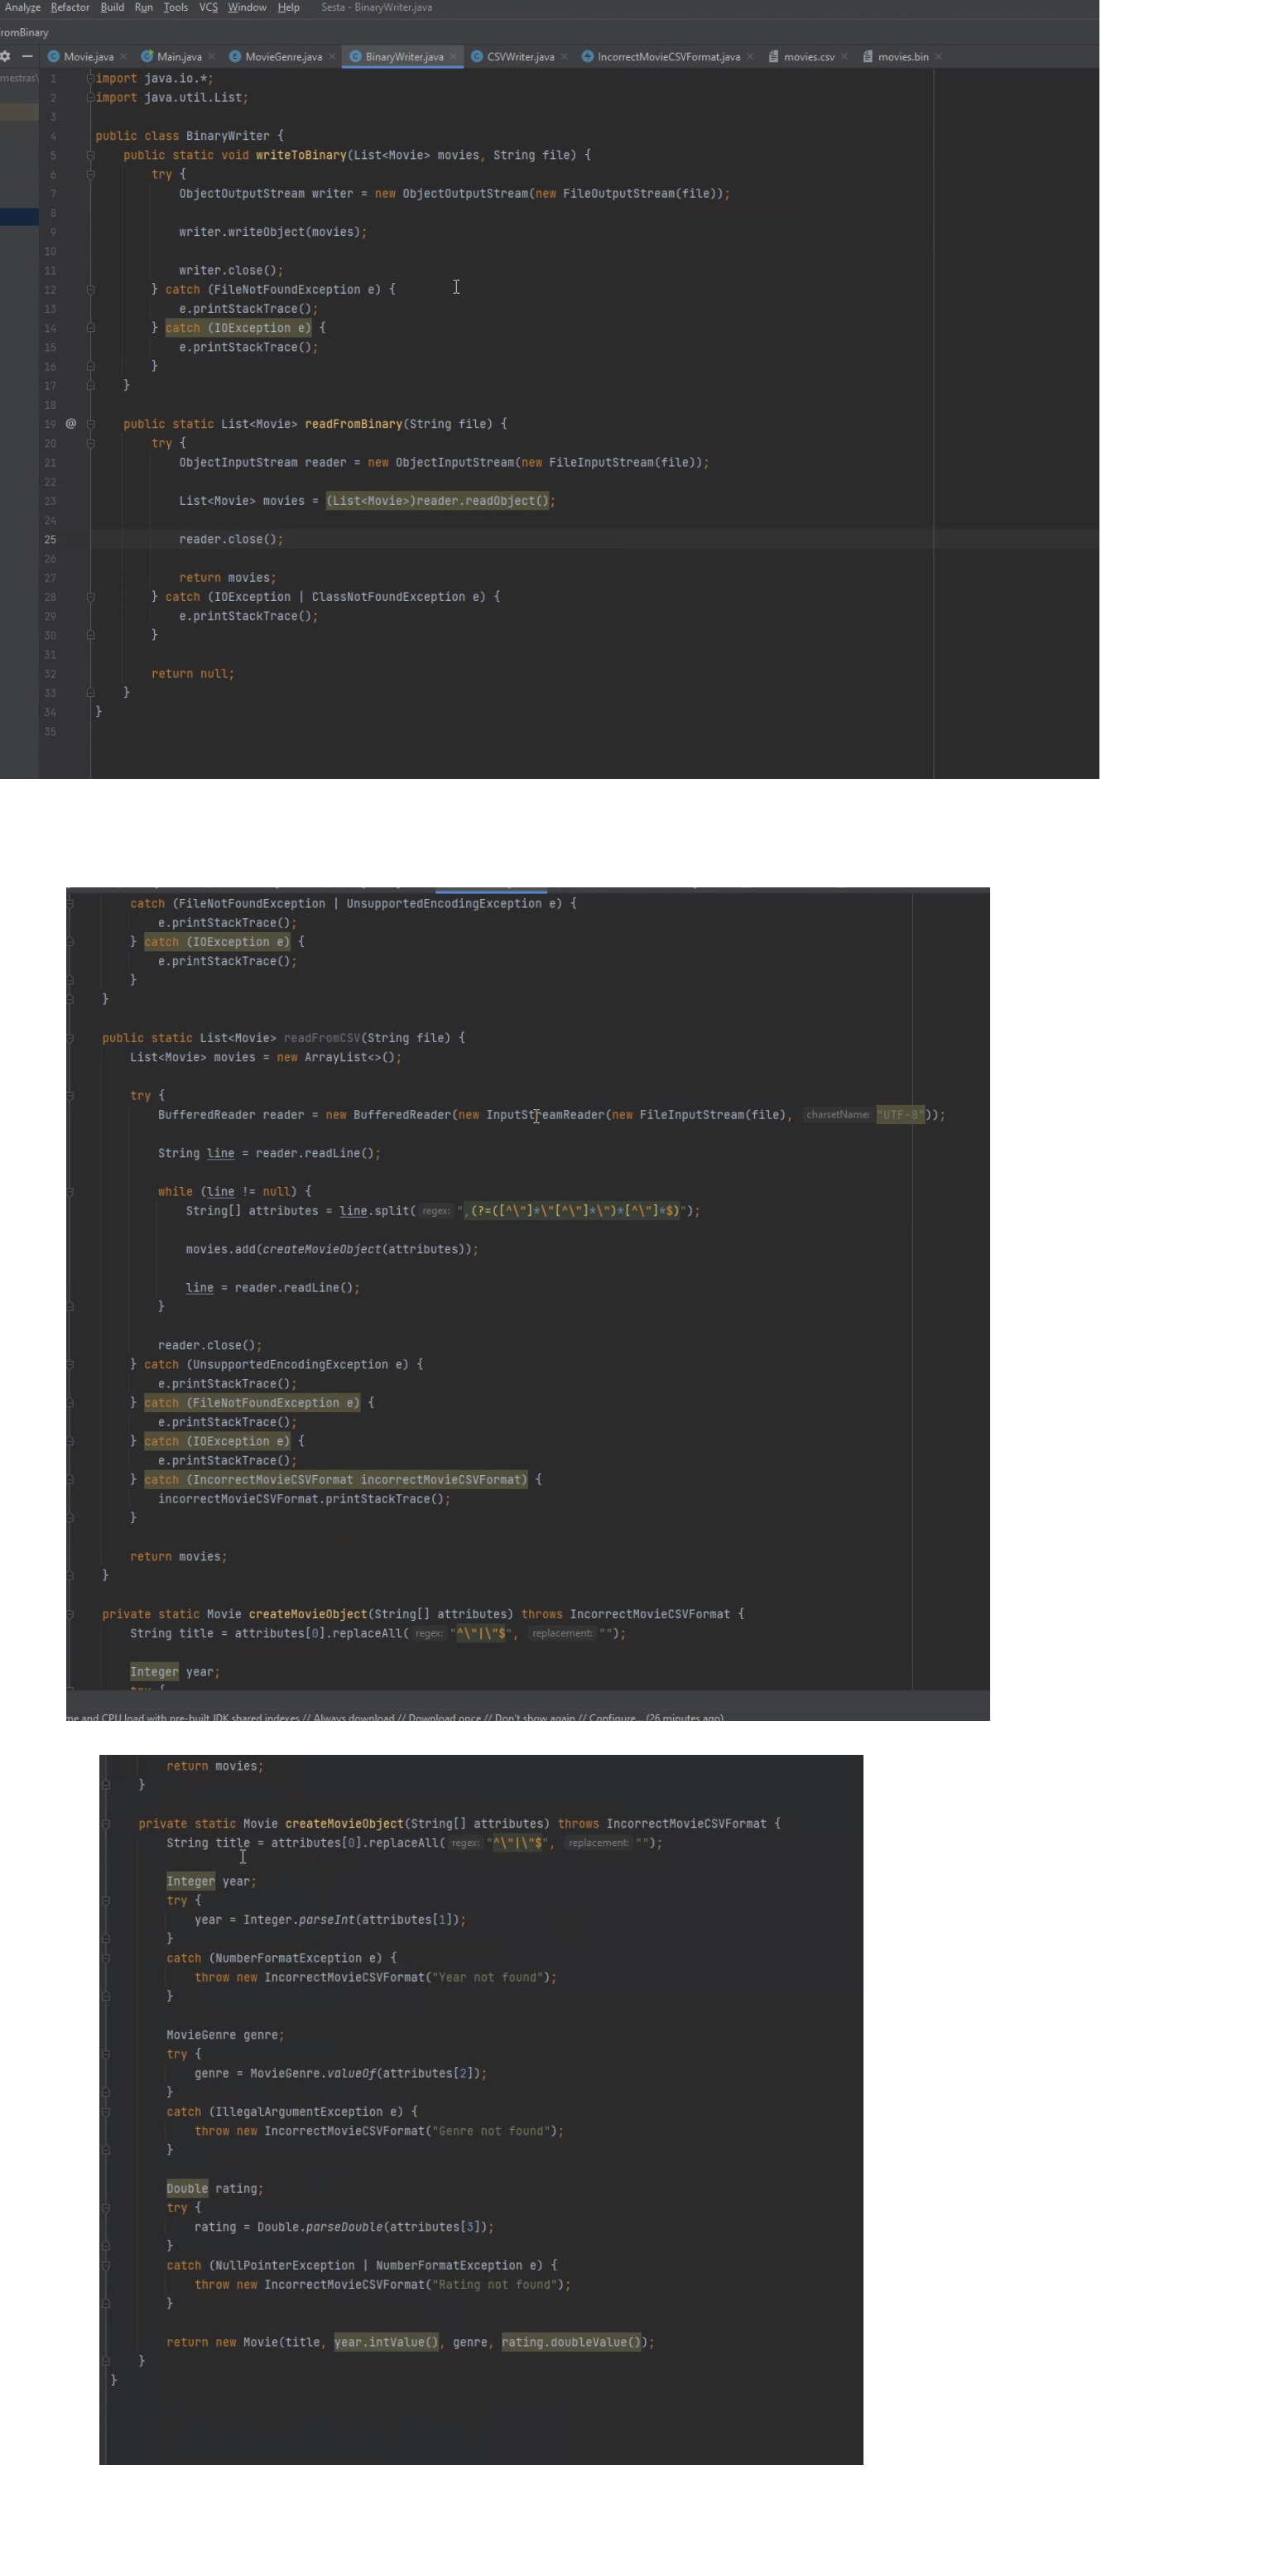 Analyze Refactor Build Run Tools VCS Window Help Sesta - BinaryWriter.java
romBinary
Movie.java Main.java MovieGenre.java BinaryWriter.java CSVWriter.java IncorrectMovieCSVFormat.java movies.csv movies.bin
mestras\
1 import java.io.*;
2 import java.util.List;
3
4 public class BinaryWriter {
5 public static void writeToBinary(List<Movie> movies, String file) {
6 try {
7 ObjectOutputStream writer = new ObjectOutputStream(new FileOutputStream(file));
8
9 writer.writeObject(movies);
10
11 writer.close();
12 } catch (FileNotFoundException e) {
13 e.printStackTrace();
14 } catch (IOException e) {
15 e.printStackTrace();
16 }
17 }
18
19 @ public static List<Movie> readFromBinary(String file) {
20 try {
21 ObjectInputStream reader = new ObjectInputStream(new FileInputStream(file));
22
23 List<Movie> movies = (List<Movie>)reader.readObject();
24
25 reader.close();
26
27 return movies;
28 } catch (IOException | ClassNotFoundException e) {
29 e.printStackTrace();
30 }
31
32 return null;
33 }
34 }
35
catch (FileNotFoundException | UnsupportedEncodingException e) {
e.printStackTrace();
} catch (IOException e) {
e.printStackTrace();
}
}
public static List<Movie> readFromCSV(String file) {
List<Movie> movies = new ArrayList<>();
try {
BufferedReader reader = new BufferedReader(new InputStreamReader(new FileInputStream(file), charsetName: "UTF-8"));
String line = reader.readLine();
while (line != null) {
String[] attributes = line.split( regex: ",(?=([^\"]*\"[^\"]*\")*[^\"]*$)");
movies.add(createMovieObject(attributes));
line = reader.readLine();
}
reader.close();
} catch (UnsupportedEncodingException e) {
e.printStackTrace();
} catch (FileNotFoundException e) {
e.printStackTrace();
} catch (IOException e) {
e.printStackTrace();
} catch (IncorrectMovieCSVFormat incorrectMovieCSVFormat) {
incorrectMovieCSVFormat.printStackTrace();
}
return movies;
}
private static Movie createMovieObject(String[] attributes) throws IncorrectMovieCSVFormat {
String title = attributes[0].replaceAll( regex: "^\"|\"$", replacement: "");
Integer year;
try {
me and CPU load with pre-built JDK shared indexes // Always download // Download once // Don't show again // Configure... (26 minutes ago)
return movies;
}
private static Movie createMovieObject(String[] attributes) throws IncorrectMovieCSVFormat {
String title = attributes[0].replaceAll( regex: "^\"|\"$", replacement: "");
Integer year;
try {
year = Integer.parseInt(attributes[1]);
}
catch (NumberFormatException e) {
throw new IncorrectMovieCSVFormat("Year not found");
}
MovieGenre genre;
try {
genre = MovieGenre.valueOf(attributes[2]);
}
catch (IllegalArgumentException e) {
throw new IncorrectMovieCSVFormat("Genre not found");
}
Double rating;
try {
rating = Double.parseDouble(attributes[3]);
}
catch (NullPointerException | NumberFormatException e) {
throw new IncorrectMovieCSVFormat("Rating not found");
}
return new Movie(title, year.intValue(), genre, rating.doubleValue());
}
}